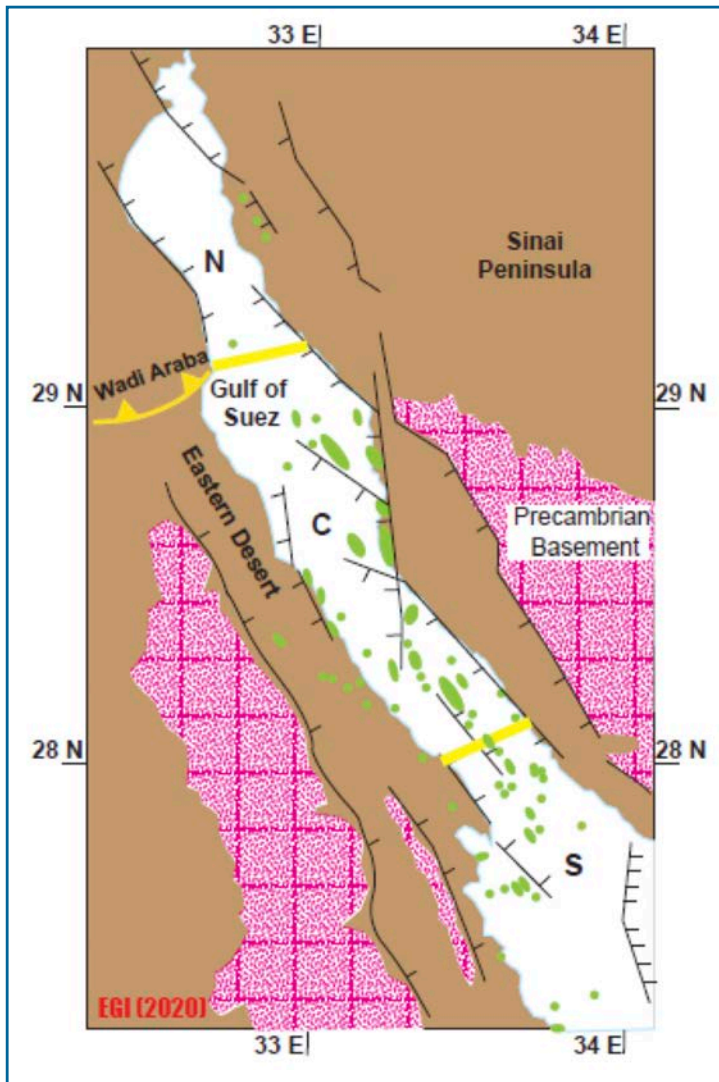 33 E
34 E
Sinai
Peninsula
N
Wadi Araba
29 N
29 N
Gulf of
Suez
Eastern Desert
C
Precambrian
Basement
28 N
28 N
S
EGI (2020)
33 E
34 E